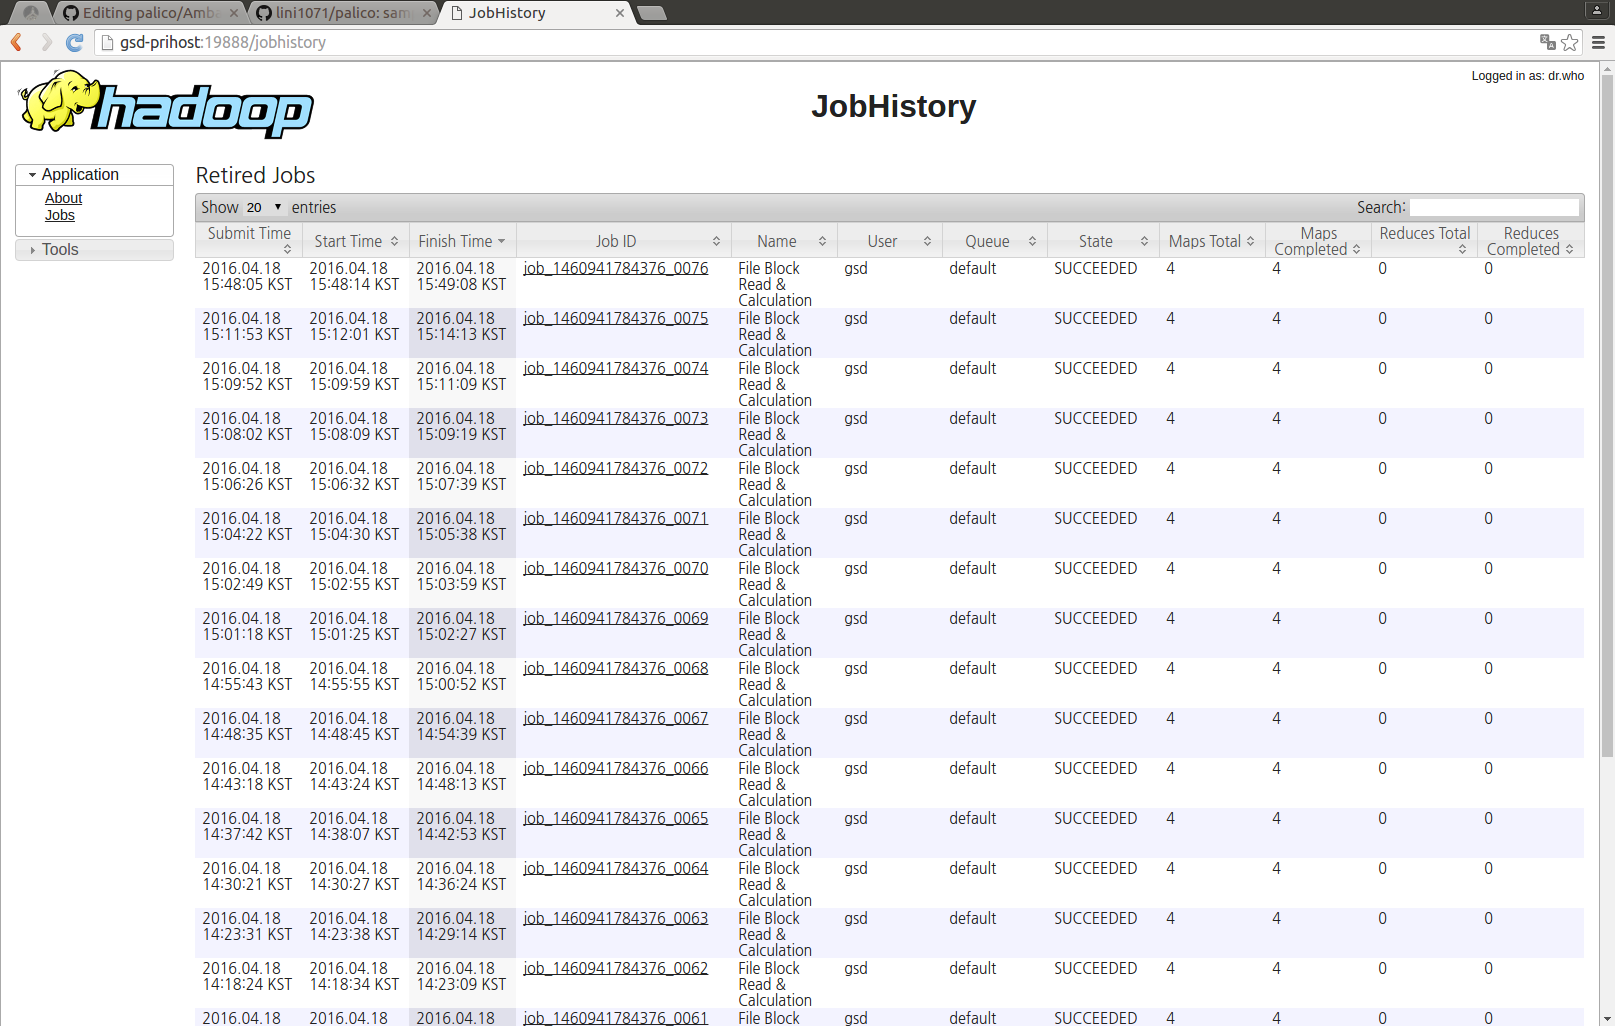 Editing palico/Amba
lini1071/palico: sam
JobHistory
gsd-prihost:19888/jobhistory
hadoop
JobHistory
Logged in as: dr.who
Application
About
Jobs
Tools
Retired Jobs
Show 20 entries
Search:
Submit Time Start Time Finish Time Job ID Name User Queue State Maps Total Maps Completed Reduces Total Reduces Completed
2016.04.18 2016.04.18 2016.04.18 job_1460941784376_0076 File Block gsd default SUCCEEDED 4 4 0 0
15:48:05 KST 15:48:14 KST 15:49:08 KST Read &
Calculation
2016.04.18 2016.04.18 2016.04.18 job_1460941784376_0075 File Block gsd default SUCCEEDED 4 4 0 0
15:11:53 KST 15:12:01 KST 15:14:13 KST Read &
Calculation
2016.04.18 2016.04.18 2016.04.18 job_1460941784376_0074 File Block gsd default SUCCEEDED 4 4 0 0
15:09:52 KST 15:09:59 KST 15:11:09 KST Read &
Calculation
2016.04.18 2016.04.18 2016.04.18 job_1460941784376_0073 File Block gsd default SUCCEEDED 4 4 0 0
15:08:02 KST 15:08:09 KST 15:09:19 KST Read &
Calculation
2016.04.18 2016.04.18 2016.04.18 job_1460941784376_0072 File Block gsd default SUCCEEDED 4 4 0 0
15:06:26 KST 15:06:32 KST 15:07:39 KST Read &
Calculation
2016.04.18 2016.04.18 2016.04.18 job_1460941784376_0071 File Block gsd default SUCCEEDED 4 4 0 0
15:04:22 KST 15:04:30 KST 15:05:38 KST Read &
Calculation
2016.04.18 2016.04.18 2016.04.18 job_1460941784376_0070 File Block gsd default SUCCEEDED 4 4 0 0
15:02:49 KST 15:02:55 KST 15:03:59 KST Read &
Calculation
2016.04.18 2016.04.18 2016.04.18 job_1460941784376_0069 File Block gsd default SUCCEEDED 4 4 0 0
15:01:18 KST 15:01:25 KST 15:02:27 KST Read &
Calculation
2016.04.18 2016.04.18 2016.04.18 job_1460941784376_0068 File Block gsd default SUCCEEDED 4 4 0 0
14:55:43 KST 14:55:55 KST 15:00:52 KST Read &
Calculation
2016.04.18 2016.04.18 2016.04.18 job_1460941784376_0067 File Block gsd default SUCCEEDED 4 4 0 0
14:48:35 KST 14:48:45 KST 14:54:39 KST Read &
Calculation
2016.04.18 2016.04.18 2016.04.18 job_1460941784376_0066 File Block gsd default SUCCEEDED 4 4 0 0
14:43:18 KST 14:43:24 KST 14:48:13 KST Read &
Calculation
2016.04.18 2016.04.18 2016.04.18 job_1460941784376_0065 File Block gsd default SUCCEEDED 4 4 0 0
14:37:42 KST 14:38:07 KST 14:42:53 KST Read &
Calculation
2016.04.18 2016.04.18 2016.04.18 job_1460941784376_0064 File Block gsd default SUCCEEDED 4 4 0 0
14:30:21 KST 14:30:27 KST 14:36:24 KST Read &
Calculation
2016.04.18 2016.04.18 2016.04.18 job_1460941784376_0063 File Block gsd default SUCCEEDED 4 4 0 0
14:23:31 KST 14:23:38 KST 14:29:14 KST Read &
Calculation
2016.04.18 2016.04.18 2016.04.18 job_1460941784376_0062 File Block gsd default SUCCEEDED 4 4 0 0
14:18:24 KST 14:18:34 KST 14:23:09 KST Read &
Calculation
2016.04.18 2016.04.18 2016.04.18 job_1460941784376_0061 File Block gsd default SUCCEEDED 4 4 0 0